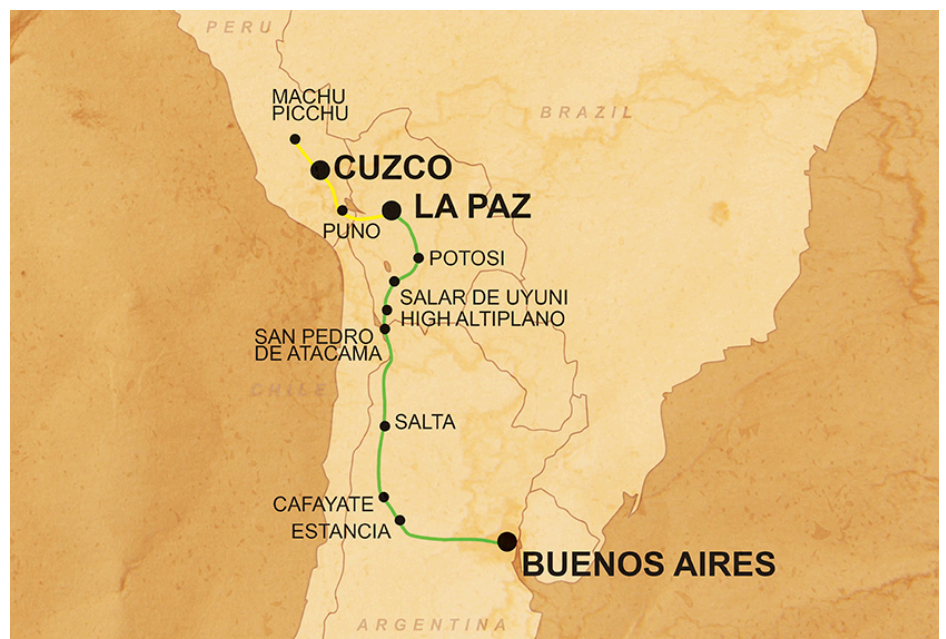 PERU
BRAZIL
MACHU
PICCHU
CUZCO
LA PAZ
PUNO
POTOSI
SALAR DE UYUNI
HIGH ALTIPLANO
SAN PEDRO
DE ATACAMA
CHILE
SALTA
CAFAYATE
ESTANCIA
BUENOS AIRES
ARGENTINA